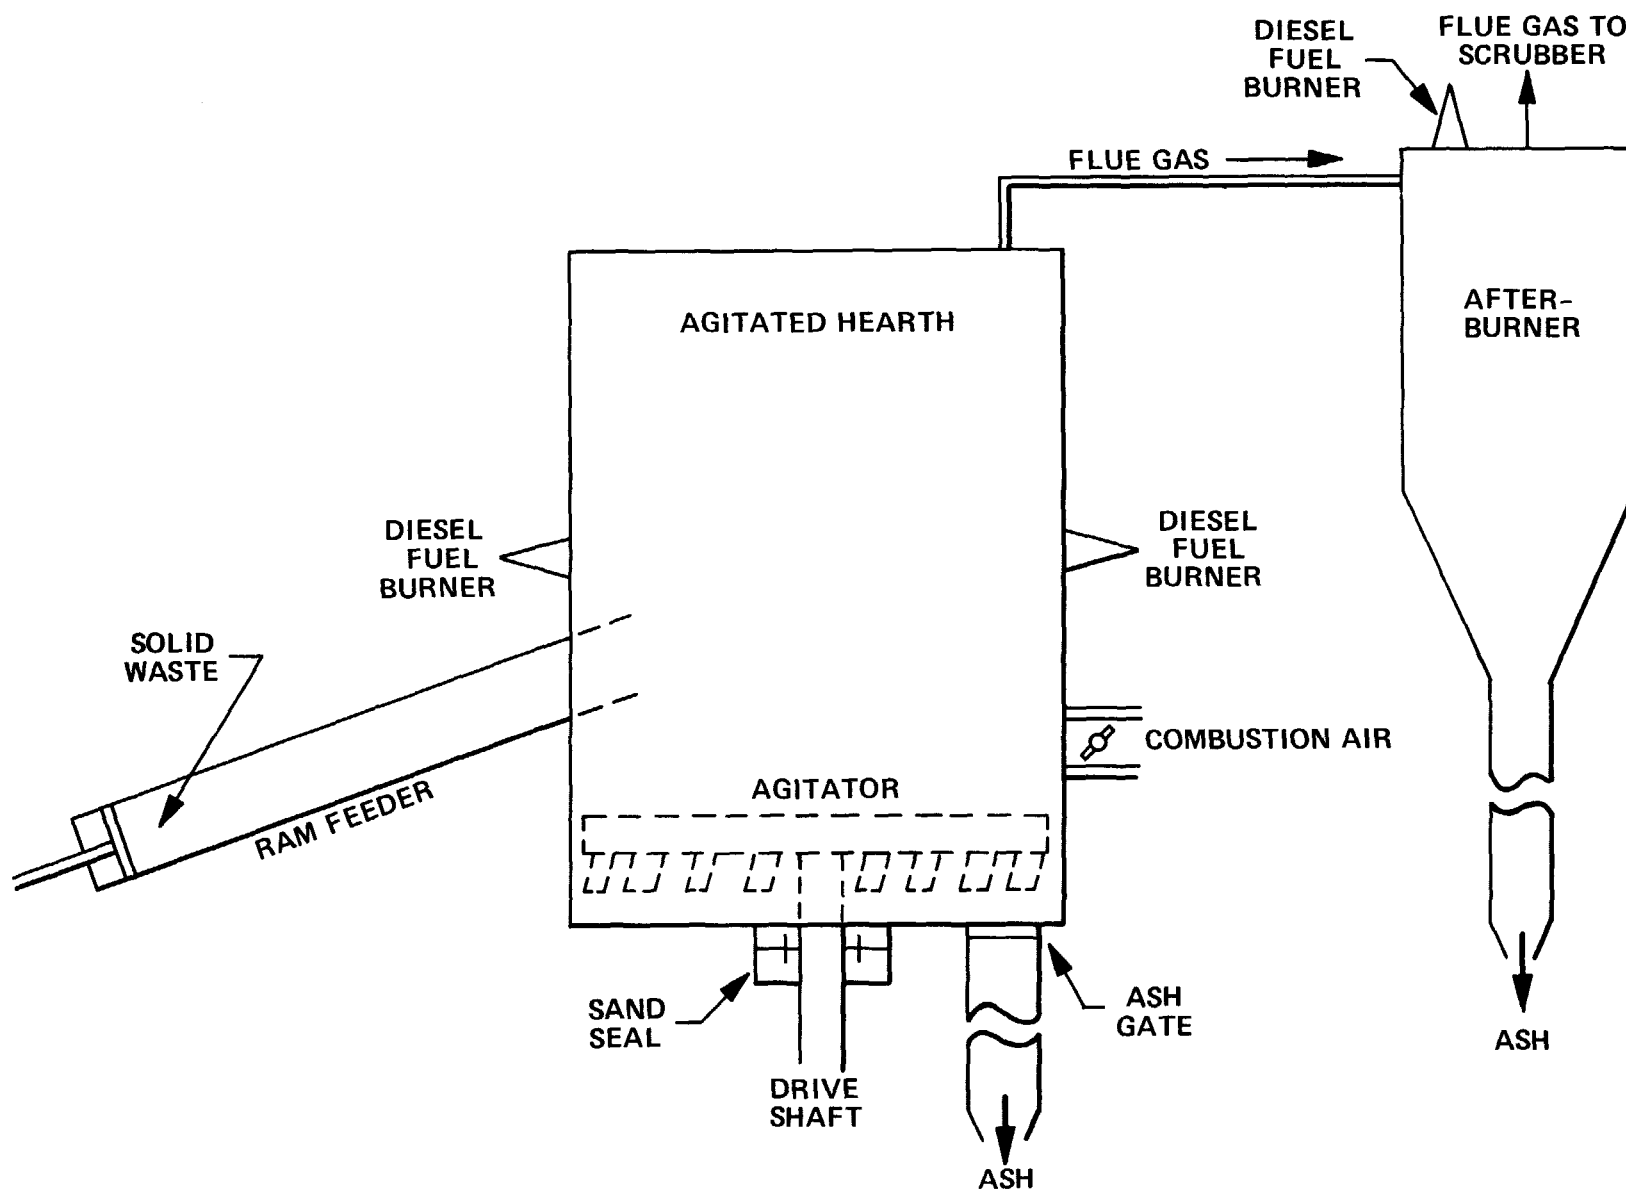 DIESEL
FUEL
BURNER
FLUE GAS TO
SCRUBBER
FLUE GAS
AFTER-
BURNER
AGITATED HEARTH
DIESEL
FUEL
BURNER
DIESEL
FUEL
BURNER
SOLID
WASTE
COMBUSTION AIR
RAM FEEDER
AGITATOR
SAND
SEAL
ASH
GATE
ASH
DRIVE
SHAFT
ASH